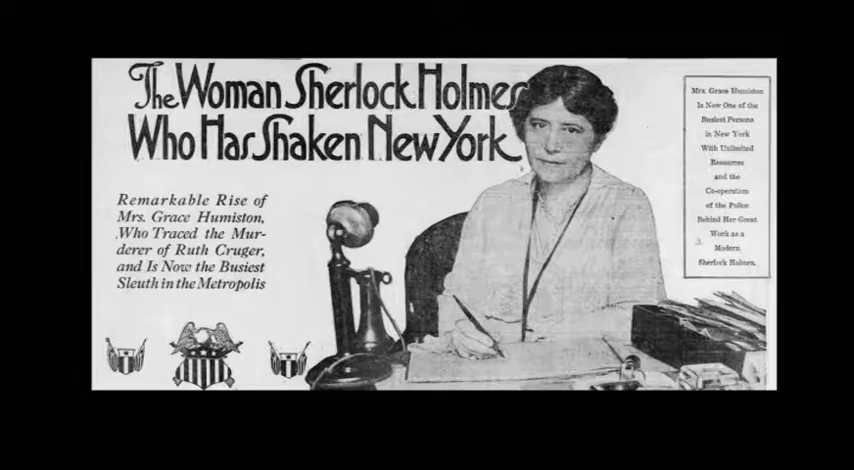 The Woman Sherlock Holmes
Who Has Shaken New York
Remarkable Rise of
Mrs. Grace Humiston,
Who Traced the Mur-
derer of Ruth Cruger,
and Is Now the Busiest
Sleuth in the Metropolis
Mrs. Grace Humiston
Is Now One of the
Busiest Persons
in New York
With Unlimited
Resources
and the
Co-operation
of the Police
Behind Her Great
Work as a
Modern
Sherlock Holmes.